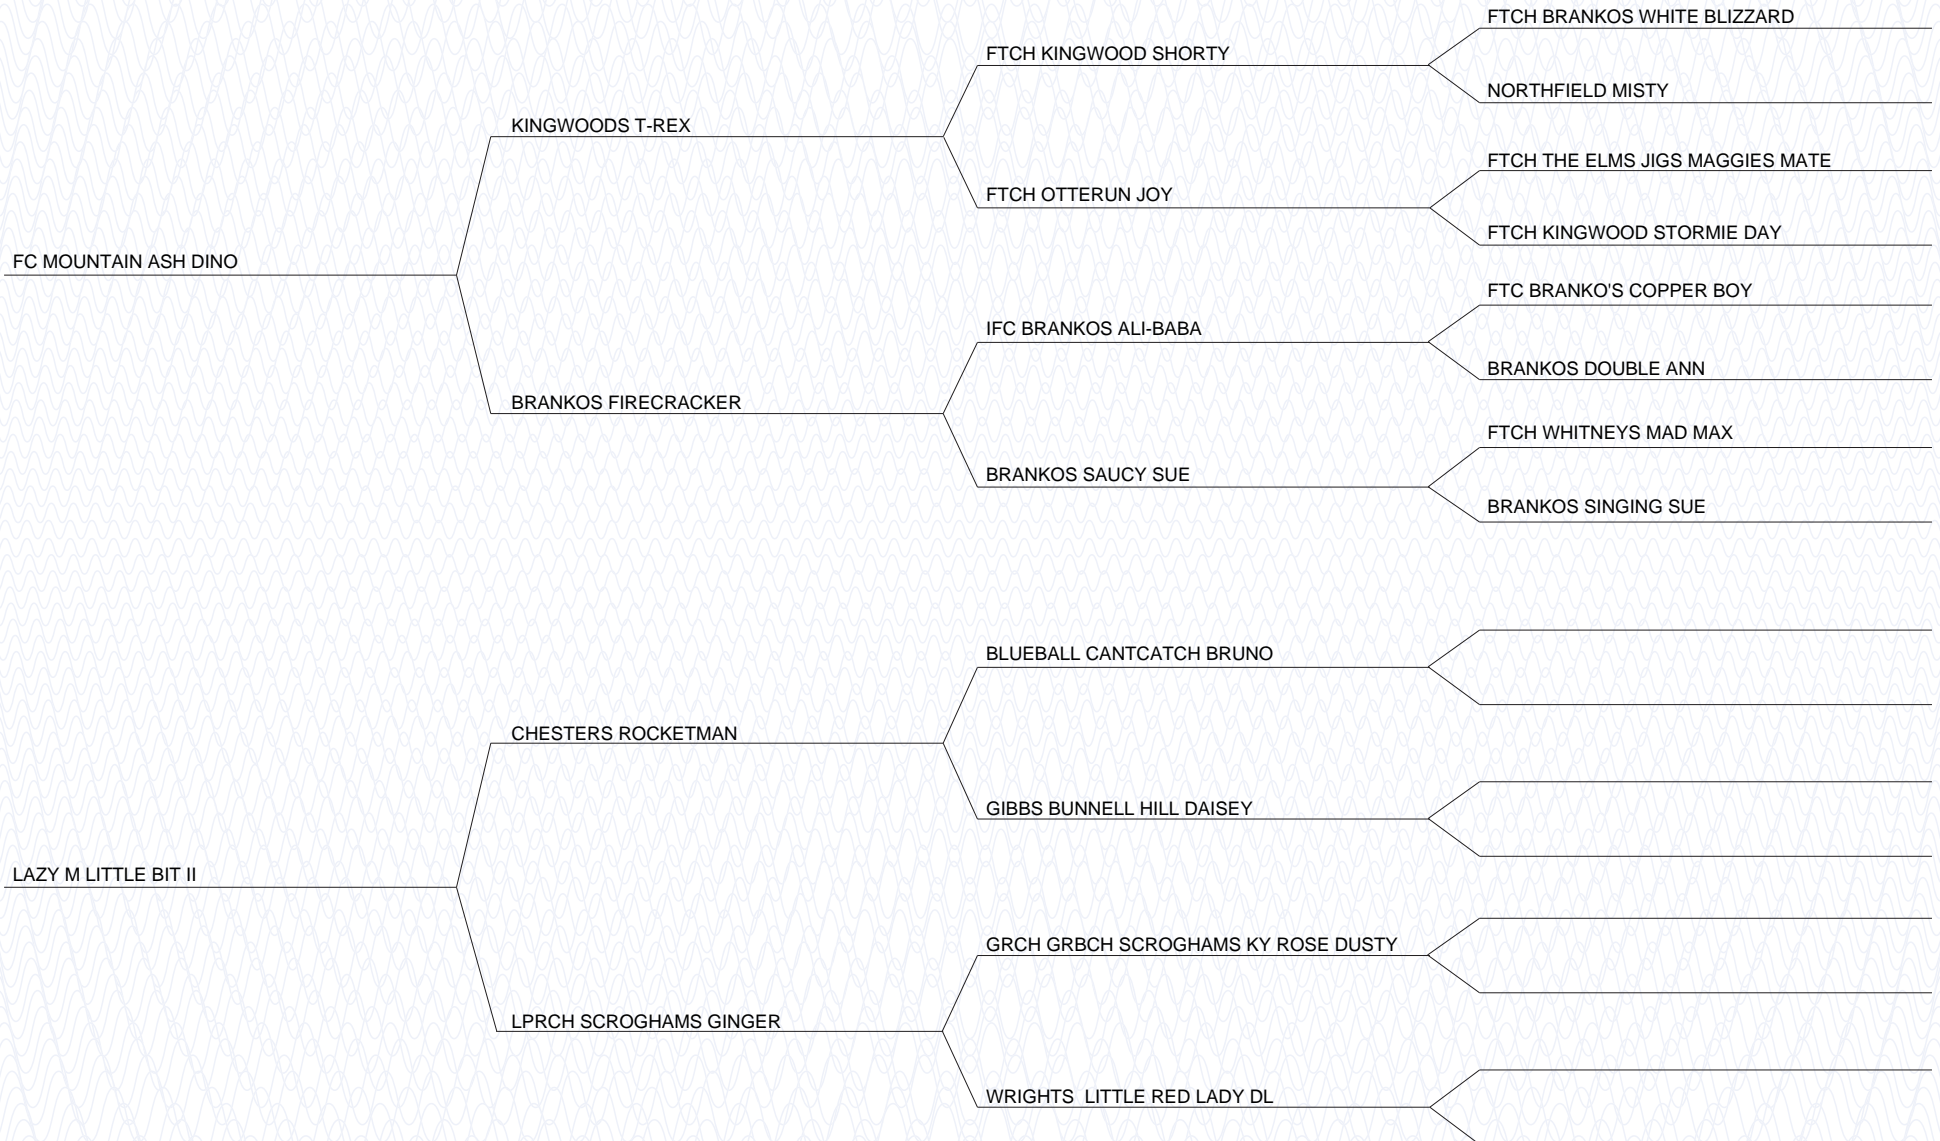 FTCH BRANKOS WHITE BLIZZARD
FTCH KINGWOOD SHORTY
NORTHFIELD MISTY
KINGWOODS T-REX
FTCH THE ELMS JIGS MAGGIES MATE
FTCH OTTERUN JOY
FTCH KINGWOOD STORMIE DAY
FC MOUNTAIN ASH DINO
FTC BRANKO'S COPPER BOY
IFC BRANKOS ALI-BABA
BRANKOS DOUBLE ANN
BRANKOS FIRECRACKER
FTCH WHITNEYS MAD MAX
BRANKOS SAUCY SUE
BRANKOS SINGING SUE
BLUEBALL CANTCATCH BRUNO
CHESTERS ROCKETMAN
GIBBS BUNNELL HILL DAISEY
LAZY M LITTLE BIT II
GRCH GRBCH SCROGHAMS KY ROSE DUSTY
LPRCH SCROGHAMS GINGER
WRIGHTS  LITTLE RED LADY DL